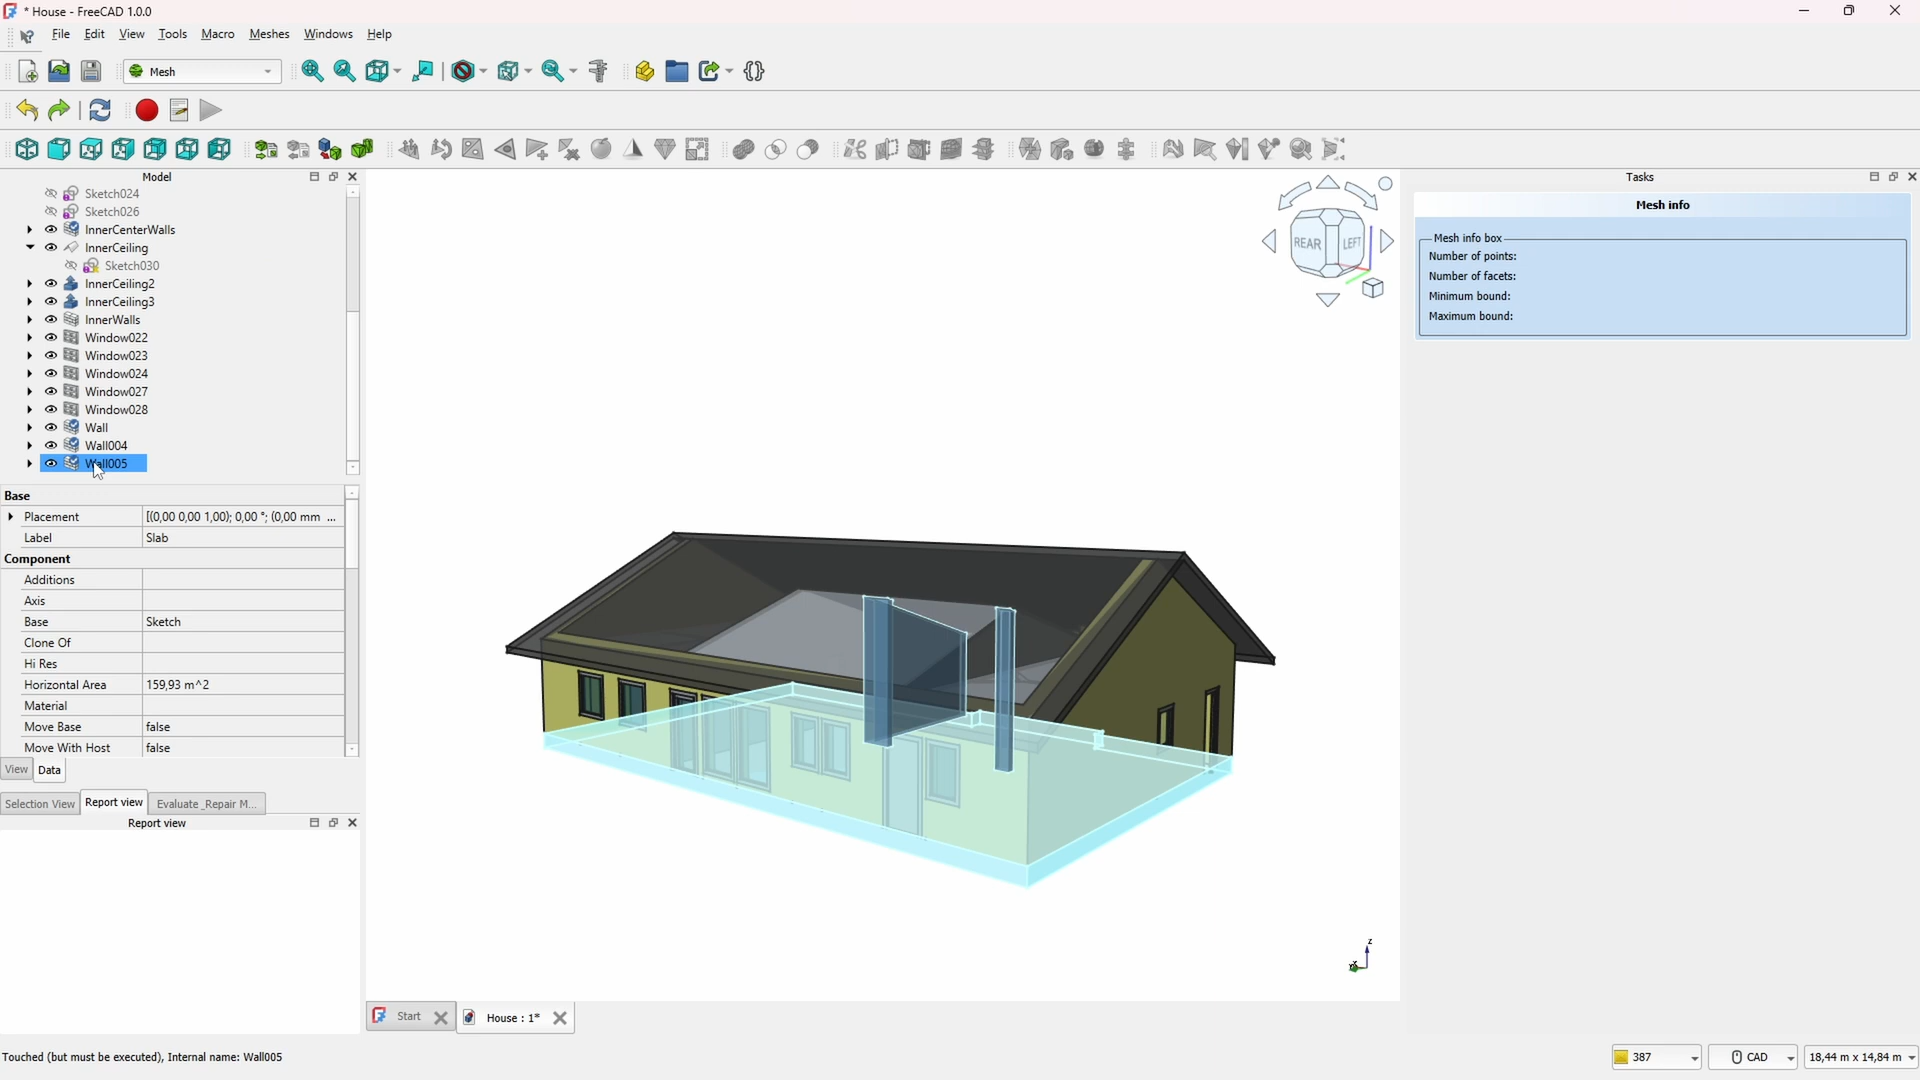 * House - FreeCAD 1.0.0
File Edit View Tools Macro Meshes Windows Help
Mesh
Model
Sketch024
Sketch026
InnerCenterWalls
InnerCeiling
Sketch030
InnerCeiling2
InnerCeiling3
InnerWalls
Window022
Window023
Window024
Window027
Window028
Wall
Wall004
Wall005
Base
Placement [(0,00 0,00 1,00); 0,00 °; (0,00 mm ...
Label Slab
Component
Additions
Axis
Base Sketch
Clone Of
Hi Res
Horizontal Area 159,93 m^2
Material
Move Base false
Move With Host false
View Data
Selection View Report view Evaluate _Repair M...
Report view
REAR LEFT
z
Start House : 1*
Tasks
Mesh info
Mesh info box
Number of points:
Number of facets:
Minimum bound:
Maximum bound:
Touched (but must be executed), Internal name: Wall005
387 CAD 18,44 m x 14,84 m